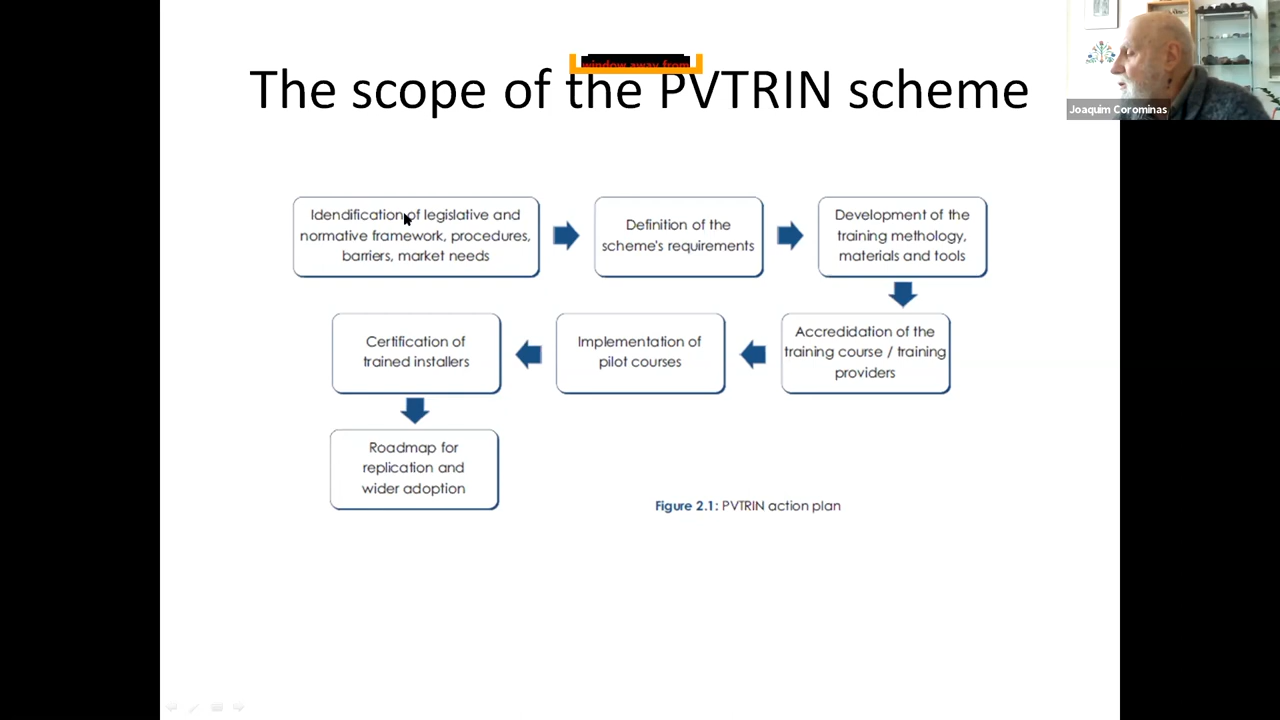 window away from
The scope of the PVTRIN scheme
Joaquim Corominas
Idendification of legislative and
normative framework, procedures,
barriers, market needs
Definition of the
scheme's requirements
Development of the
training methology,
materials and tools
Certification of
trained installers
Implementation of
pilot courses
Accredidation of the
training course / training
providers
Roadmap for
replication and
wider adoption
Figure 2.1: PVTRIN action plan